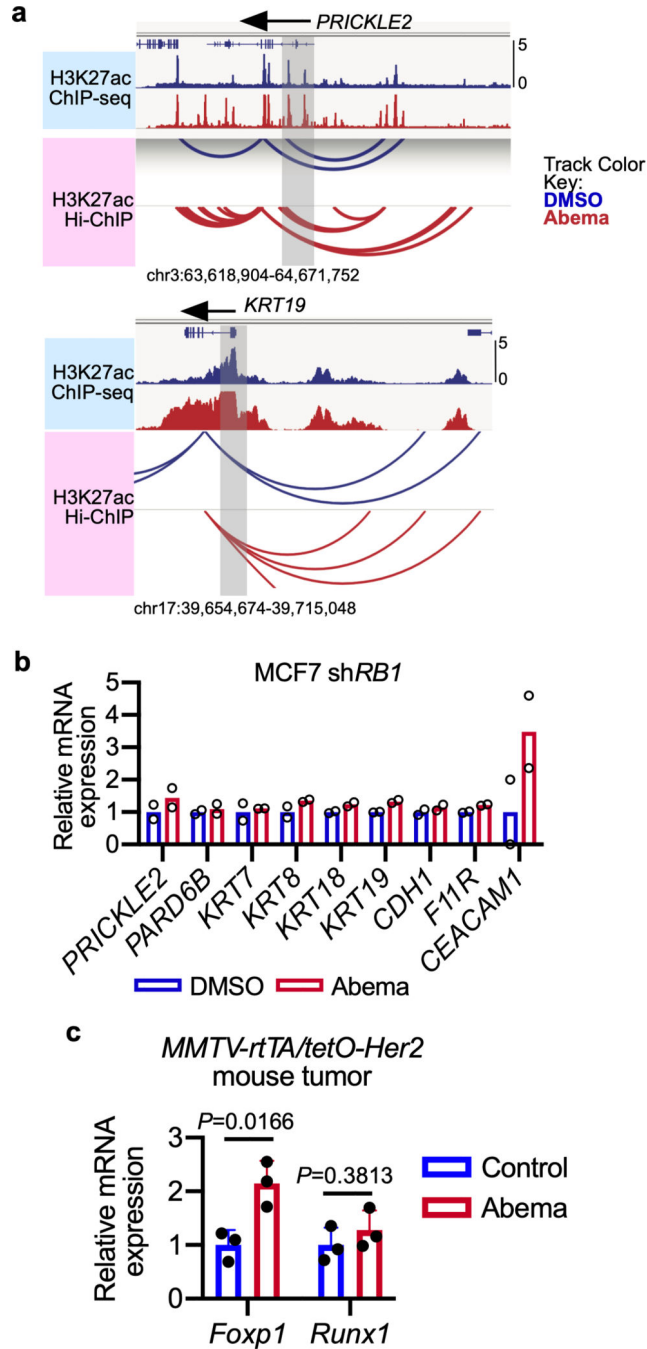 a
PRICKLE2
5
0
H3K27ac
ChIP-seq
H3K27ac
Hi-ChIP
Track Color
Key:
DMSO
Abema
chr3:63,618,904-64,671,752
KRT19
5
0
H3K27ac
ChIP-seq
H3K27ac
Hi-ChIP
chr17:39,654,674-39,715,048
b
MCF7 shRB1
Relative mRNA
expression
5
4
3
2
1
0
PRICKLE2
PARD6B
KRT7
KRT8
KRT18
KRT19
CDH1
F11R
CEACAM1
DMSO Abema
c
MMTV-rtTA/tetO-Her2
mouse tumor
Relative mRNA
expression
3
2
1
0
P=0.0166
P=0.3813
Control
Abema
Foxp1 Runx1